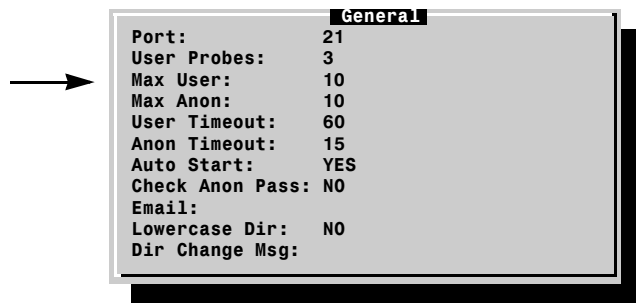 General
Port: 21
User Probes: 3
Max User: 10
Max Anon: 10
User Timeout: 60
Anon Timeout: 15
Auto Start: YES
Check Anon Pass: NO
Email:
Lowercase Dir: NO
Dir Change Msg: